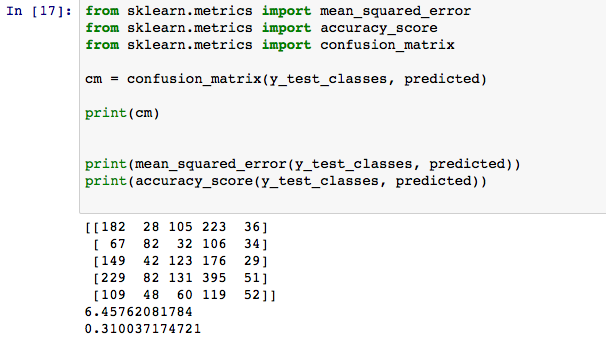 In [17]: from sklearn.metrics import mean_squared_error
from sklearn.metrics import accuracy_score
from sklearn.metrics import confusion_matrix
cm = confusion_matrix(y_test_classes, predicted)
print(cm)
print(mean_squared_error(y_test_classes, predicted))
print(accuracy_score(y_test_classes, predicted))
[[182 28 105 223 36]
[ 67 82 32 106 34]
[149 42 123 176 29]
[229 82 131 395 51]
[109 48 60 119 52]]
6.45762081784
0.310037174721